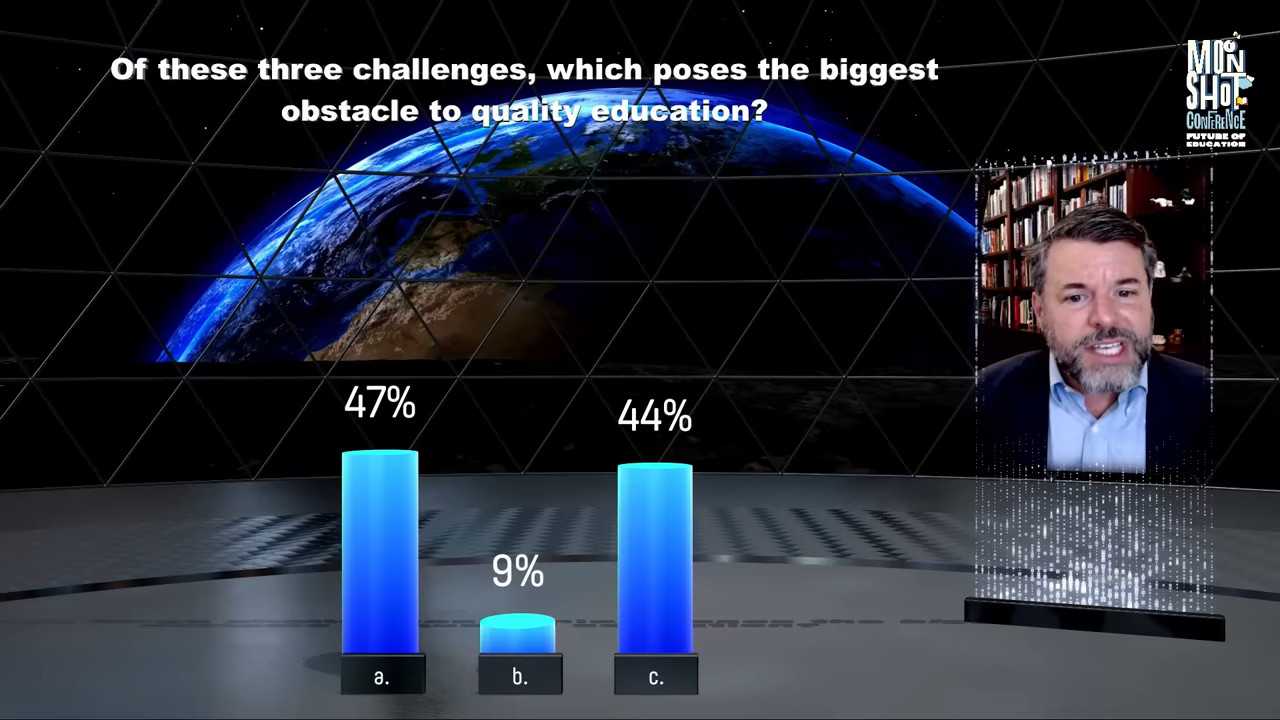 Of these three challenges, which poses the biggest
obstacle to quality education?
MOON
SHOT
CONFERENCE
FUTURE OF
EDUCATION
47%
9%
44%
a.
b.
c.